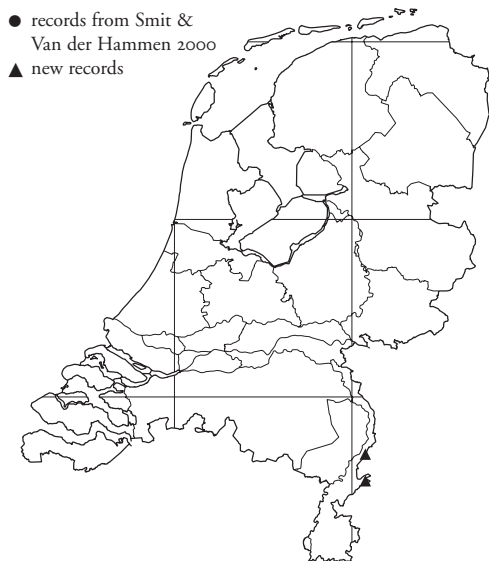 ● records from Smit &
Van der Hammen 2000
▲ new records